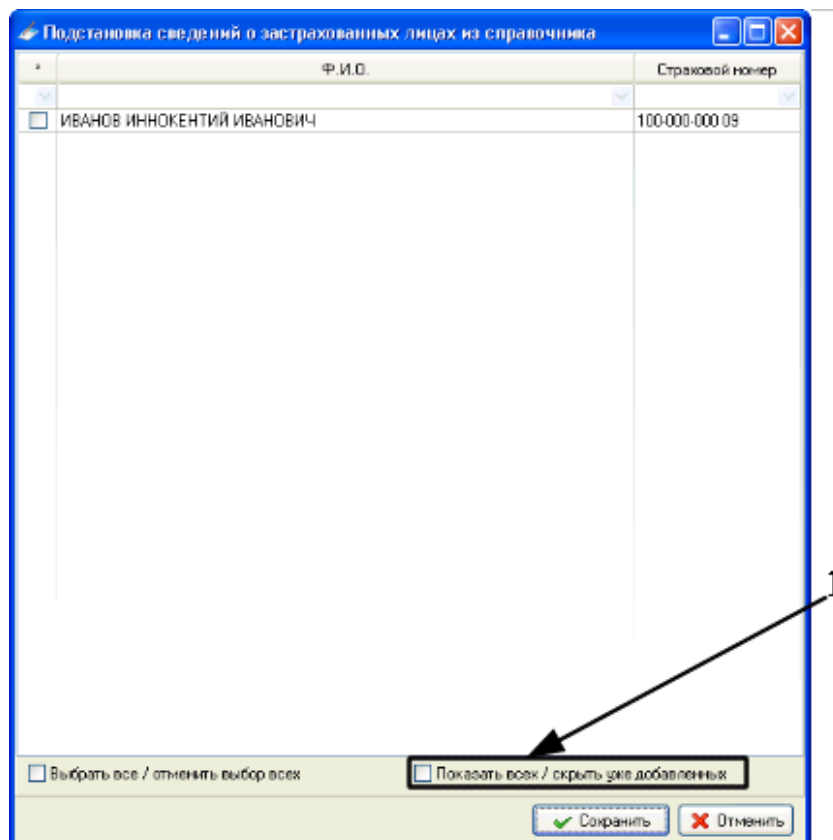 Подстановка сведений о застрахованных лицах из справочника
* Ф.И.О. Страховой номер
ИВАНОВ ИННОКЕНТИЙ ИВАНОВИЧ 100-000-000 09
1
Выбрать все / отменить выбор всех Показать всех / скрыть уже добавленных
Сохранить Отменить